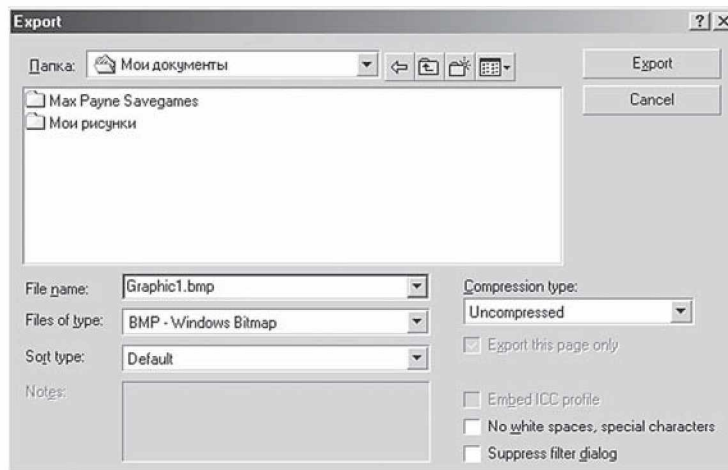 Export
Папка: Мои документы
Export
Max Payne Savegames
Cancel
Мои рисунки
File name: Graphic1.bmp
Compression type:
Files of type: BMP - Windows Bitmap
Uncompressed
Sort type: Default
Export this page only
Notes:
Embed ICC profile
No white spaces, special characters
Suppress filter dialog